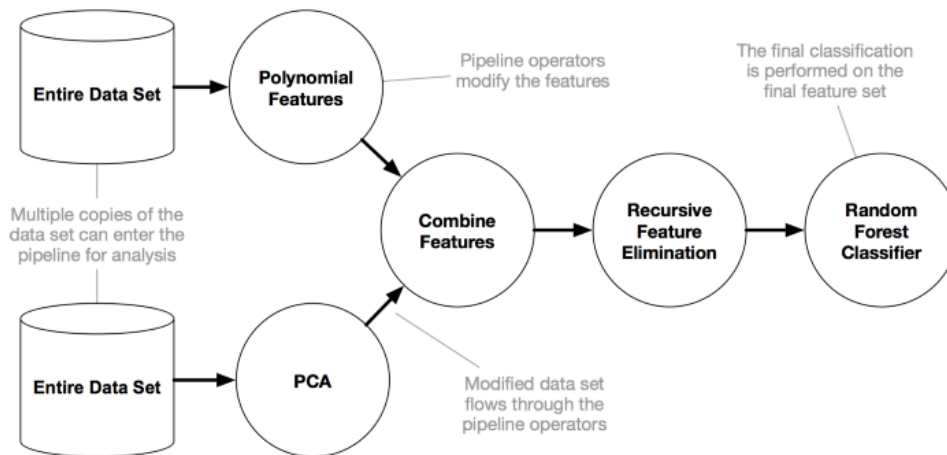 Entire Data Set
Polynomial
Features
Pipeline operators
modify the features
The final classification
is performed on the
final feature set
Multiple copies of the
data set can enter the
pipeline for analysis
Combine
Features
Recursive
Feature
Elimination
Random
Forest
Classifier
Entire Data Set
PCA
Modified data set
flows through the
pipeline operators